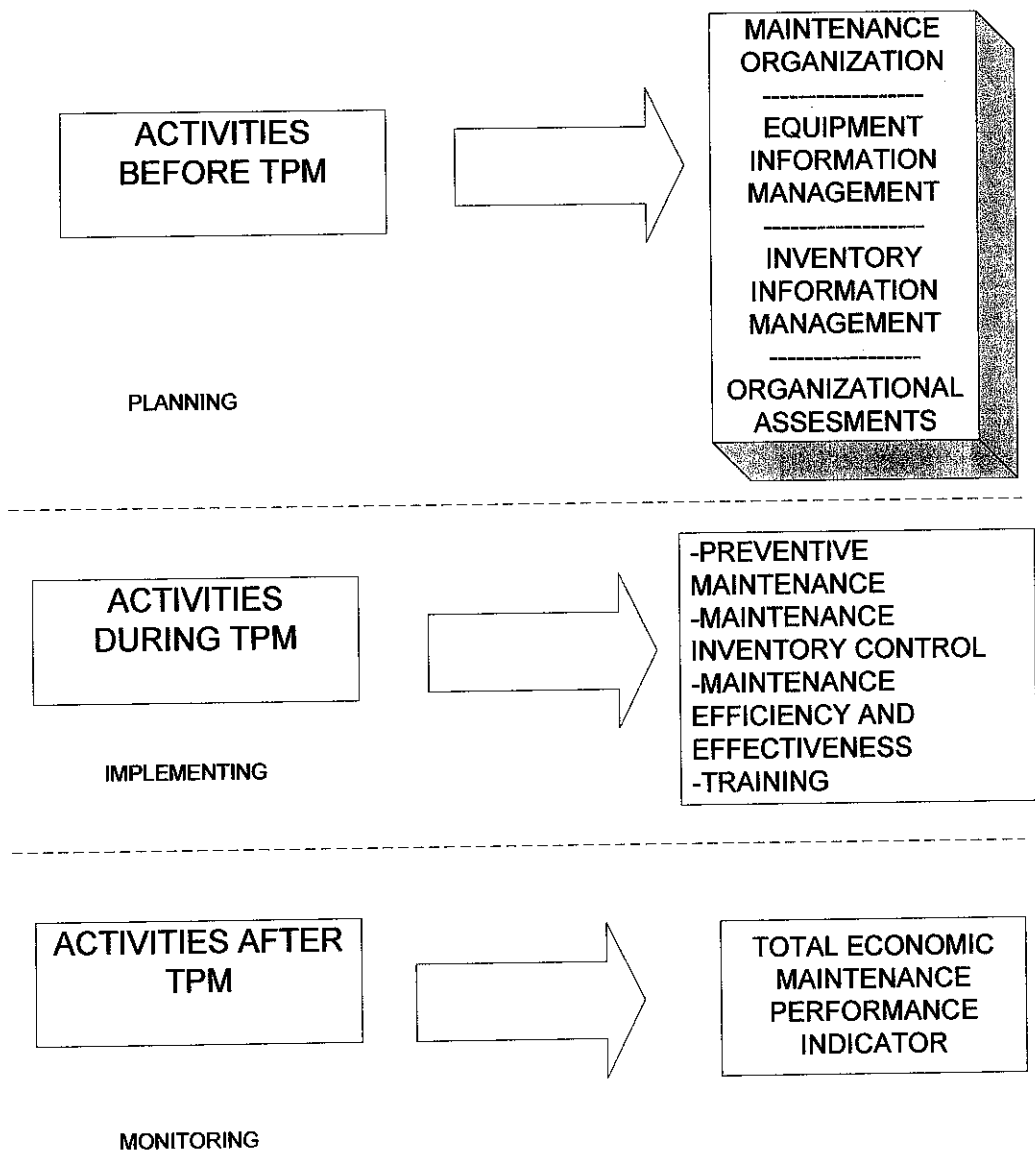 ACTIVITIES
BEFORE TPM
MAINTENANCE
ORGANIZATION
--------------------
EQUIPMENT
INFORMATION
MANAGEMENT
--------------------
INVENTORY
INFORMATION
MANAGEMENT
--------------------
ORGANIZATIONAL
ASSESMENTS
PLANNING
ACTIVITIES
DURING TPM
-PREVENTIVE
MAINTENANCE
-MAINTENANCE
INVENTORY CONTROL
-MAINTENANCE
EFFICIENCY AND
EFFECTIVENESS
-TRAINING
IMPLEMENTING
ACTIVITIES AFTER
TPM
TOTAL ECONOMIC
MAINTENANCE
PERFORMANCE
INDICATOR
MONITORING